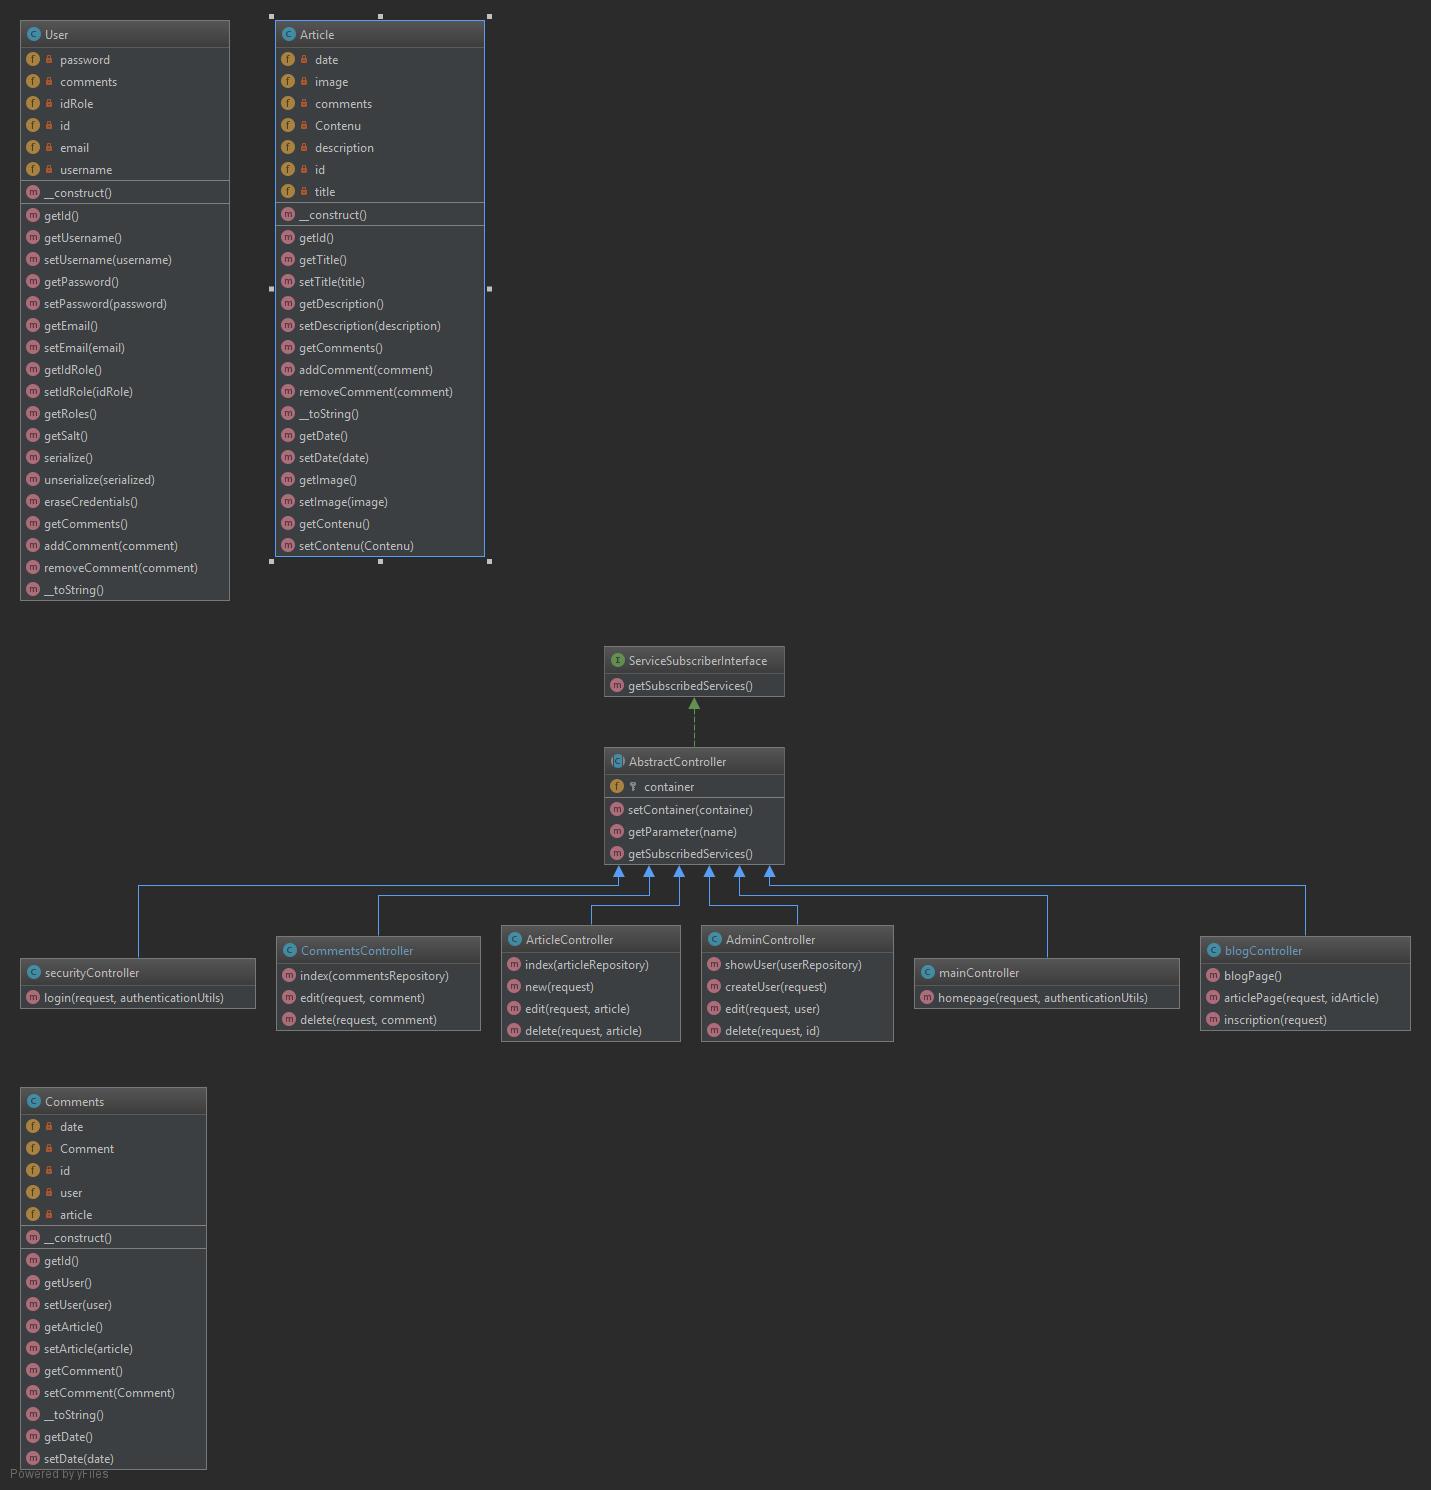 User
password
comments
idRole
id
email
username
__construct()
getId()
getUsername()
setUsername(username)
getPassword()
setPassword(password)
getEmail()
setEmail(email)
getIdRole()
setIdRole(idRole)
getRoles()
getSalt()
serialize()
unserialize(serialized)
eraseCredentials()
getComments()
addComment(comment)
removeComment(comment)
__toString()
Article
date
image
comments
Contenu
description
id
title
__construct()
getId()
getTitle()
setTitle(title)
getDescription()
setDescription(description)
getComments()
addComment(comment)
removeComment(comment)
__toString()
getDate()
setDate(date)
getImage()
setImage(image)
getContenu()
setContenu(Contenu)
ServiceSubscriberInterface
getSubscribedServices()
AbstractController
container
setContainer(container)
getParameter(name)
getSubscribedServices()
securityController
login(request, authenticationUtils)
CommentsController
index(commentsRepository)
edit(request, comment)
delete(request, comment)
ArticleController
index(articleRepository)
new(request)
edit(request, article)
delete(request, article)
AdminController
showUser(userRepository)
createUser(request)
edit(request, user)
delete(request, id)
mainController
homepage(request, authenticationUtils)
blogController
blogPage()
articlePage(request, idArticle)
inscription(request)
Comments
date
Comment
id
user
article
__construct()
getId()
getUser()
setUser(user)
getArticle()
setArticle(article)
getComment()
setComment(Comment)
__toString()
getDate()
setDate(date)
Powered by yFiles